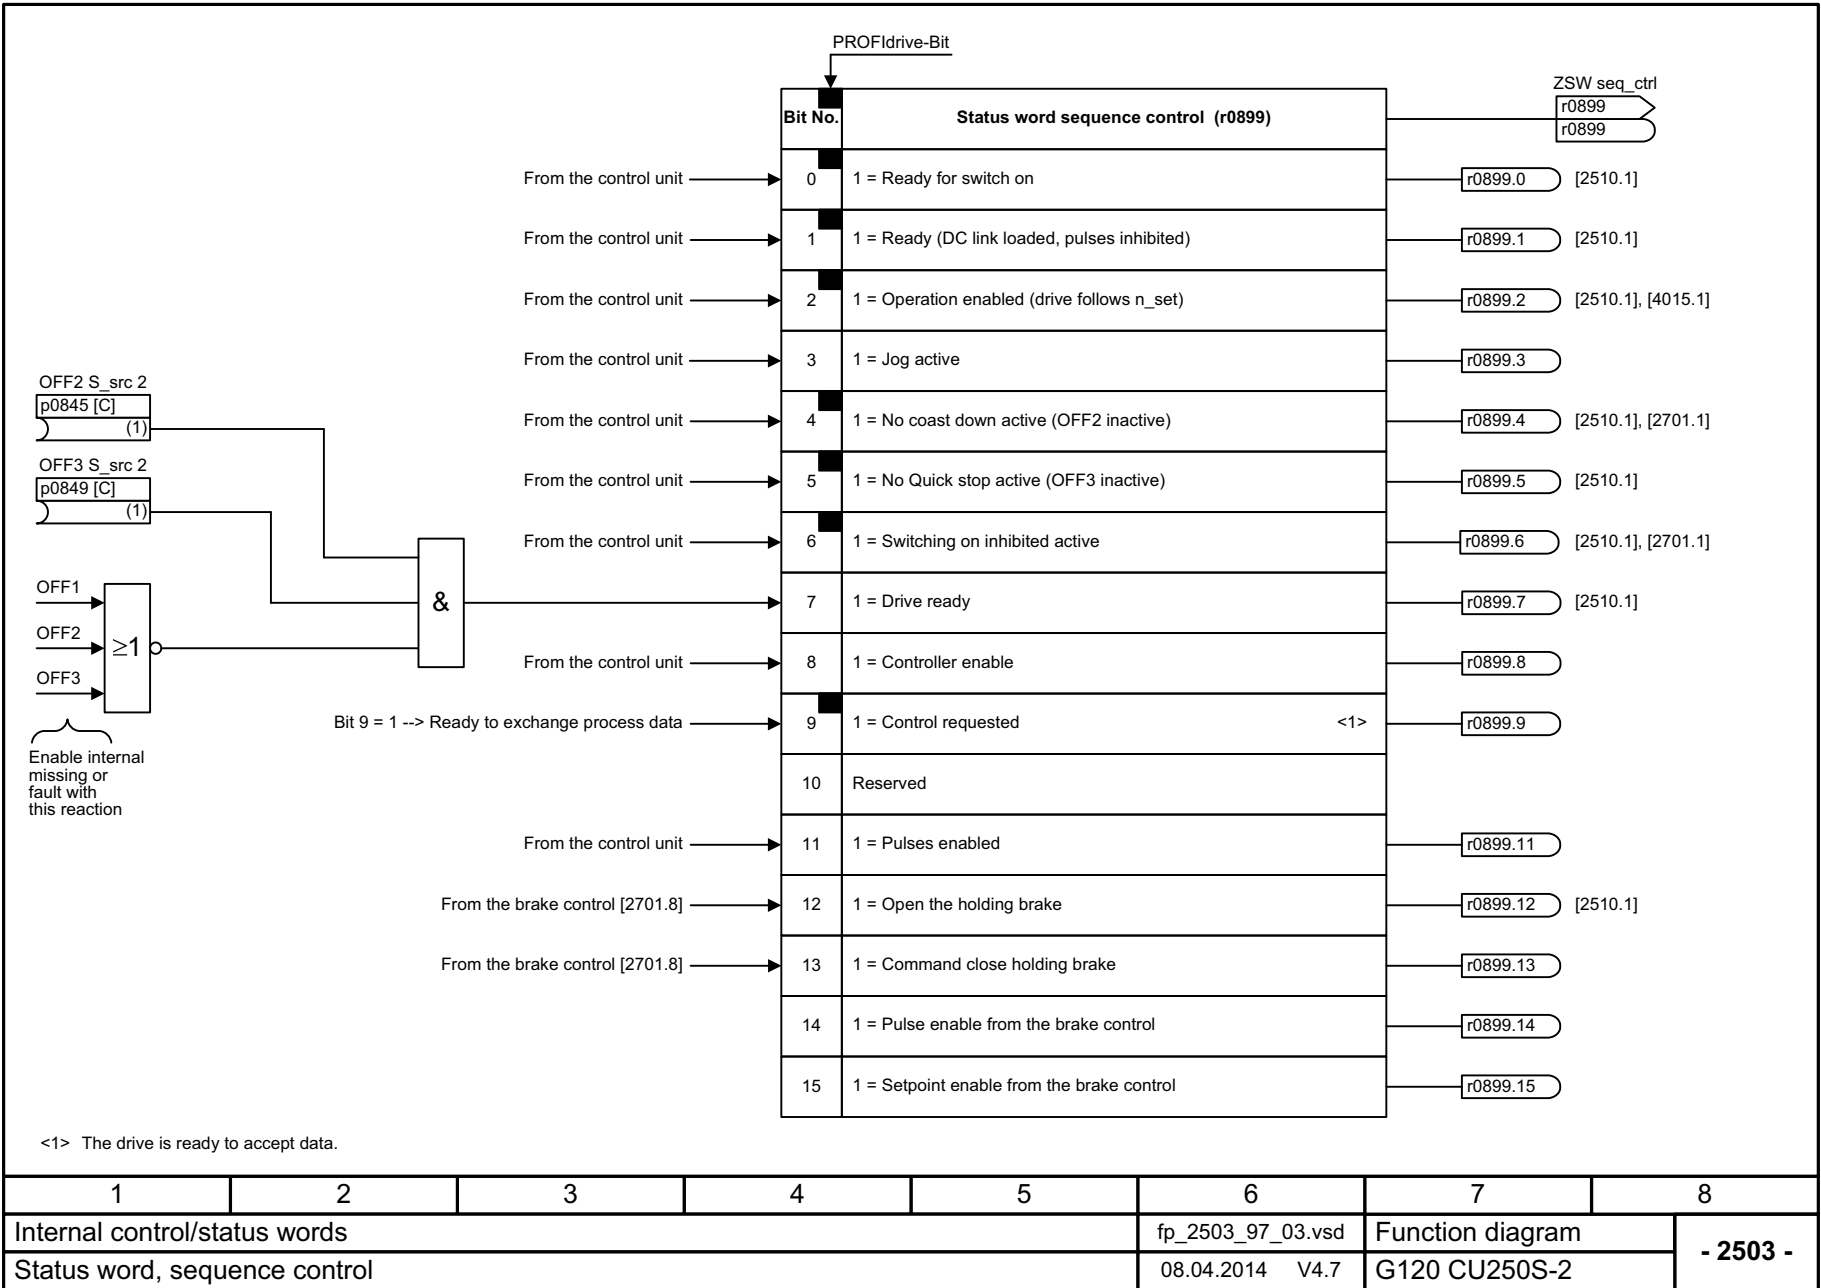 PROFIdrive-Bit
ZSW seq_ctrl
r0899
r0899
Bit No. Status word sequence control (r0899)
From the control unit 0 1 = Ready for switch on r0899.0 [2510.1]
From the control unit 1 1 = Ready (DC link loaded, pulses inhibited) r0899.1 [2510.1]
From the control unit 2 1 = Operation enabled (drive follows n_set) r0899.2 [2510.1], [4015.1]
From the control unit 3 1 = Jog active r0899.3
OFF2 S_src 2
p0845 [C]
(1)
From the control unit 4 1 = No coast down active (OFF2 inactive) r0899.4 [2510.1], [2701.1]
OFF3 S_src 2
p0849 [C]
(1)
From the control unit 5 1 = No Quick stop active (OFF3 inactive) r0899.5 [2510.1]
From the control unit 6 1 = Switching on inhibited active r0899.6 [2510.1], [2701.1]
OFF1
OFF2
OFF3
≥1
&
7 1 = Drive ready r0899.7 [2510.1]
From the control unit 8 1 = Controller enable r0899.8
Bit 9 = 1 --> Ready to exchange process data 9 1 = Control requested <1> r0899.9
Enable internal
missing or
fault with
this reaction
10 Reserved
From the control unit 11 1 = Pulses enabled r0899.11
From the brake control [2701.8] 12 1 = Open the holding brake r0899.12 [2510.1]
From the brake control [2701.8] 13 1 = Command close holding brake r0899.13
14 1 = Pulse enable from the brake control r0899.14
15 1 = Setpoint enable from the brake control r0899.15
<1> The drive is ready to accept data.
1 2 3 4 5 6 7 8
Internal control/status words fp_2503_97_03.vsd Function diagram
- 2503 -
Status word, sequence control 08.04.2014 V4.7 G120 CU250S-2